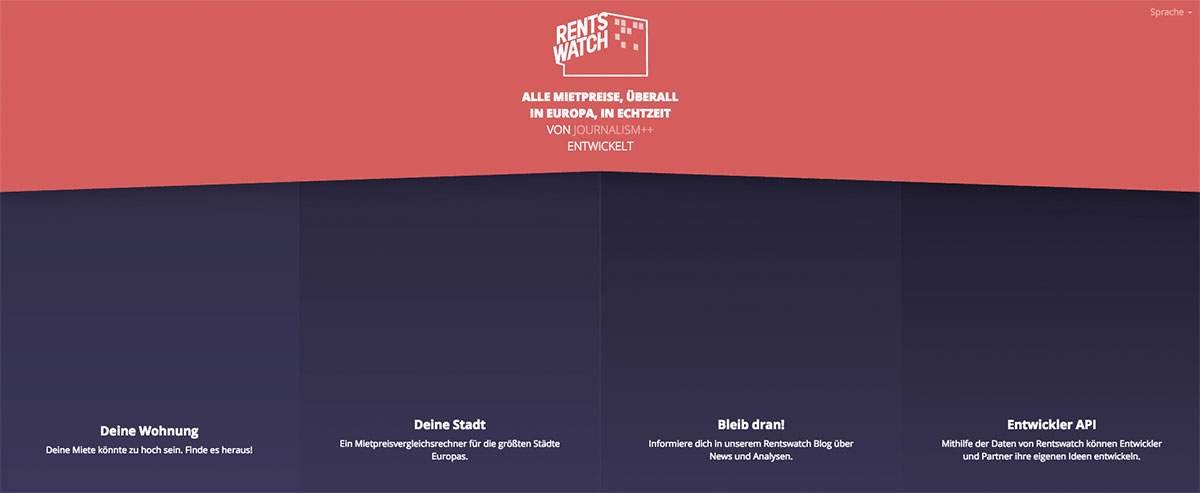 Sprache
RENTS
WATCH
ALLE MIETPREISE, ÜBERALL
IN EUROPA, IN ECHTZEIT
VON JOURNALISM++
ENTWICKELT
Deine Wohnung
Deine Miete könnte zu hoch sein. Finde es heraus!
Deine Stadt
Ein Mietpreisvergleichsrechner für die größten Städte
Europas.
Bleib dran!
Informiere dich in unserem Rentswatch Blog über
News und Analysen.
Entwickler API
Mithilfe der Daten von Rentswatch können Entwickler
und Partner ihre eigenen Ideen entwickeln.